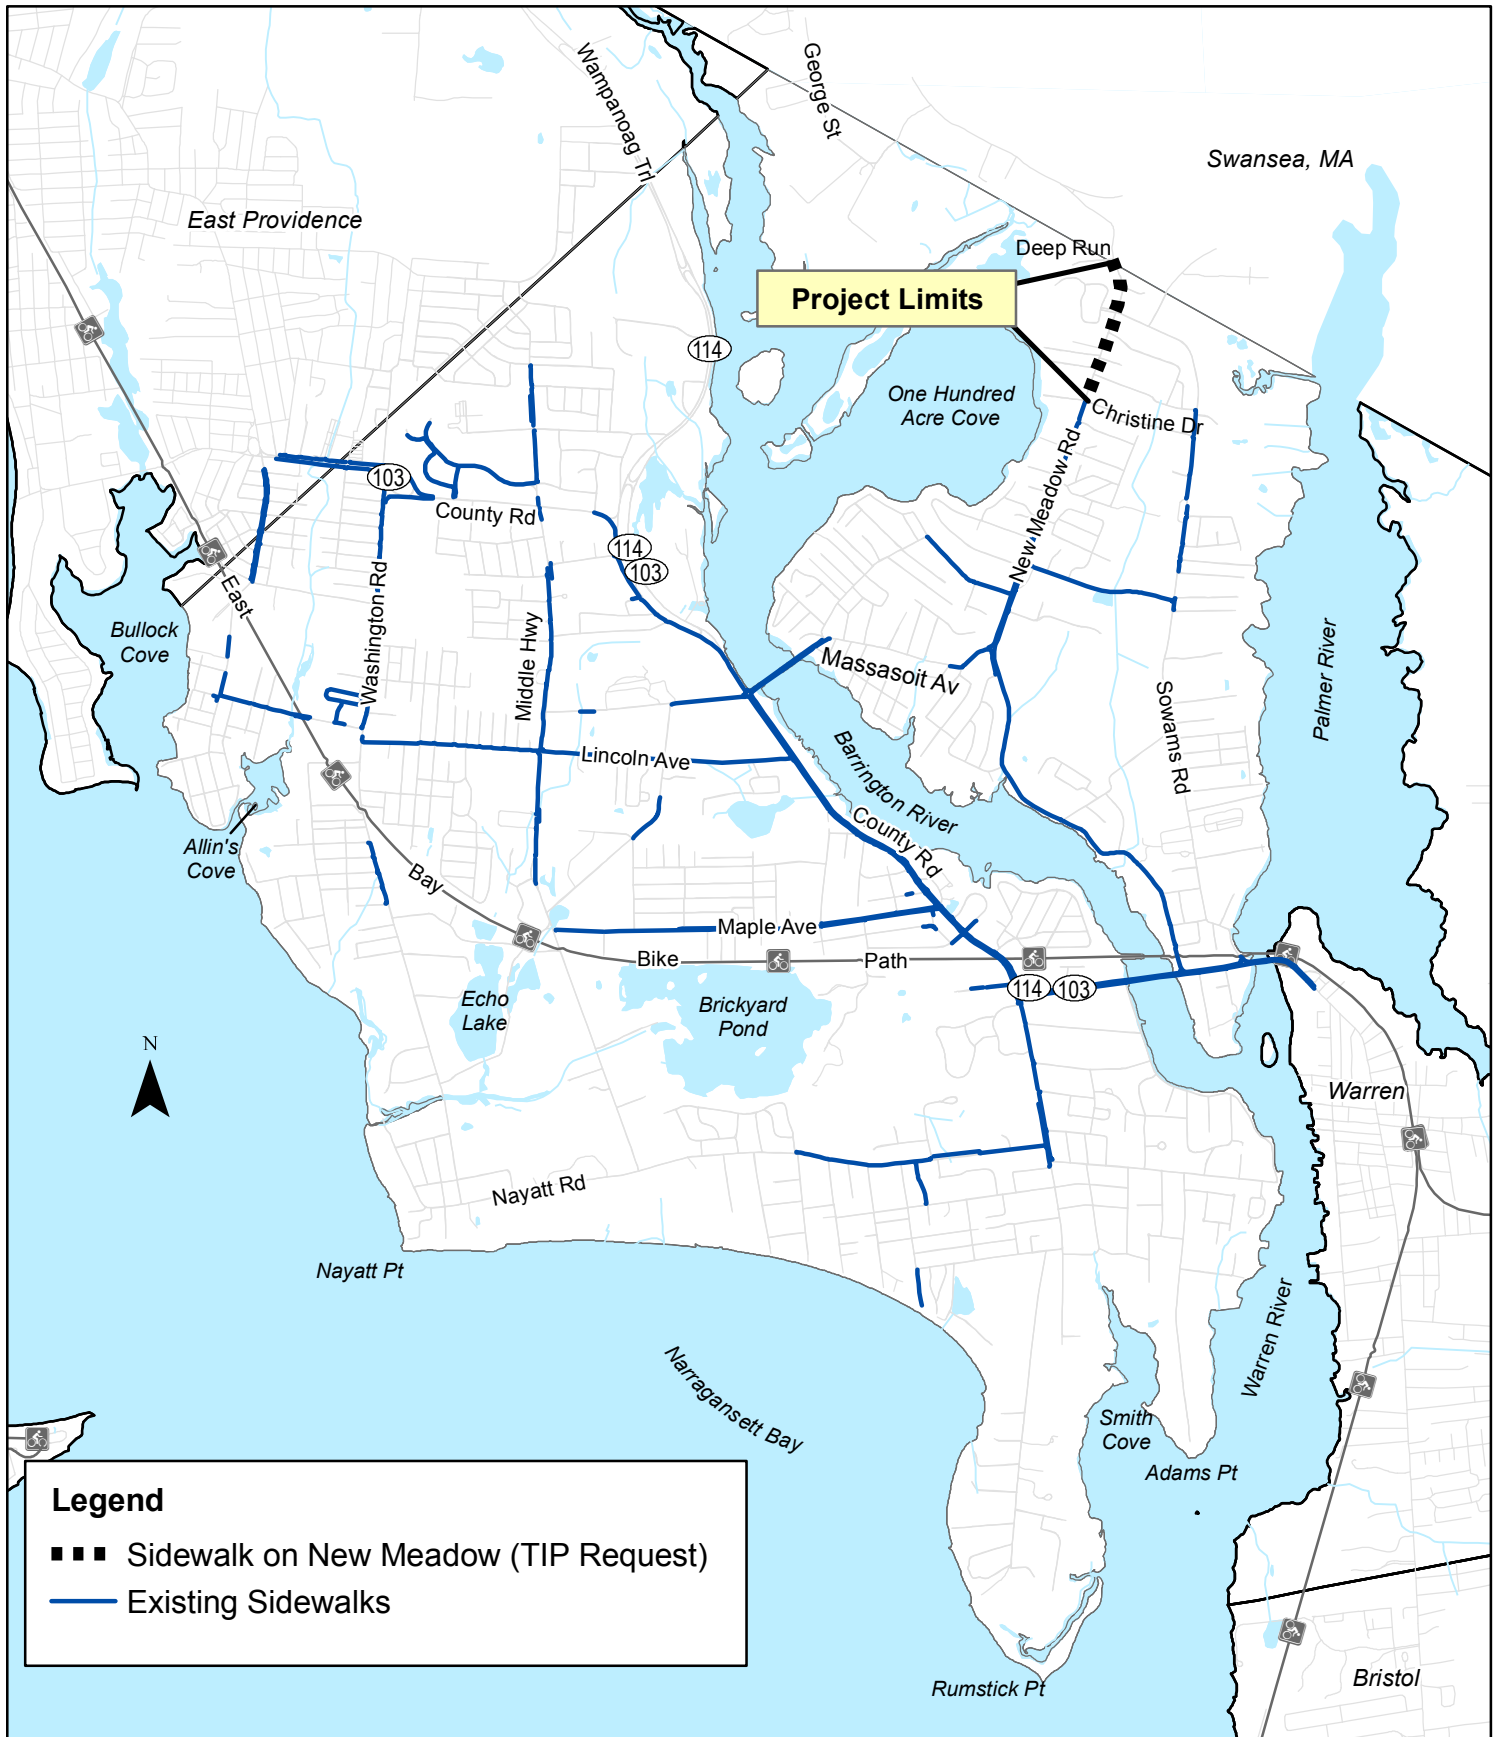 Wampanoag Trl
George St
Swansea, MA
East Providence
Deep Run
Project Limits
114
One Hundred
Acre Cove
Christine Dr
103
County Rd
New Meadow Rd
114
103
East
Washington Rd
Bullock
Cove
Middle Hwy
Massasoit Av
Palmer River
Sowams Rd
Lincoln Ave
Barrington River
County Rd
Allin's
Cove
Bay
Maple Ave
Bike
Path
114
103
Echo
Lake
Brickyard
Pond
N
Warren
Nayatt Rd
Nayatt Pt
Warren River
Narragansett Bay
Smith
Cove
Adams Pt
Legend
Sidewalk on New Meadow (TIP Request)
Existing Sidewalks
Rumstick Pt
Bristol